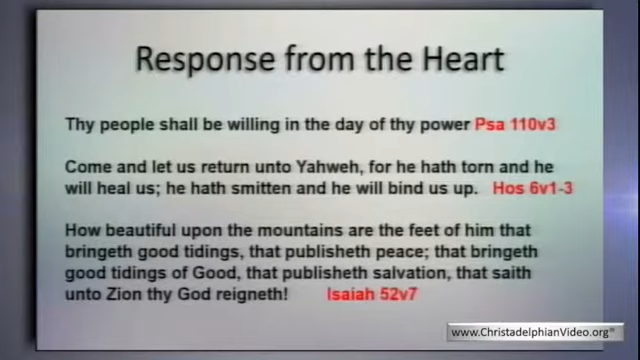 Response from the Heart
Thy people shall be willing in the day of thy power Psa 110v3
Come and let us return unto Yahweh, for he hath torn and he
will heal us; he hath smitten and he will bind us up. Hos 6v1-3
How beautiful upon the mountains are the feet of him that
bringeth good tidings, that publisheth peace; that bringeth
good tidings of Good, that publisheth salvation, that saith
unto Zion thy God reigneth! Isaiah 52v7
www.ChristadelphianVideo.org